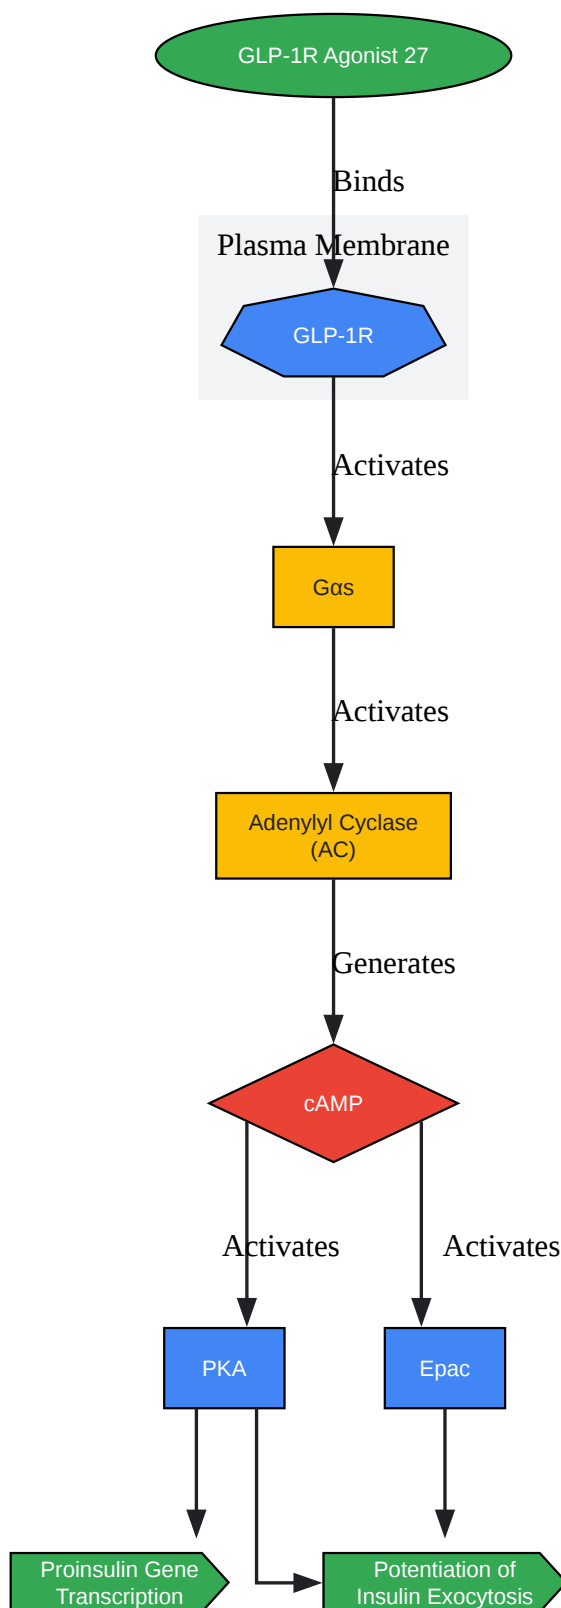 GLP-1R Agonist 27
Binds
Plasma Membrane
GLP-1R
Activates
Gαs
Activates
Adenylyl Cyclase
(AC)
Generates
cAMP
Activates
Activates
PKA
Epac
Proinsulin Gene
Transcription
Potentiation of
Insulin Exocytosis